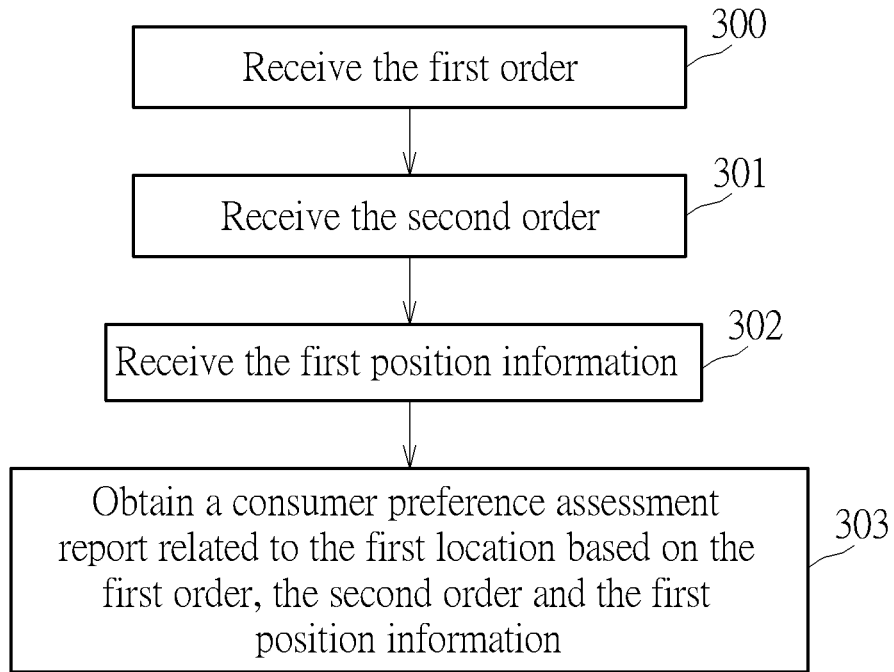 300
Receive the first order
301
Receive the second order
302
Receive the first position information
303
Obtain a consumer preference assessment
report related to the first location based on the
first order, the second order and the first
position information